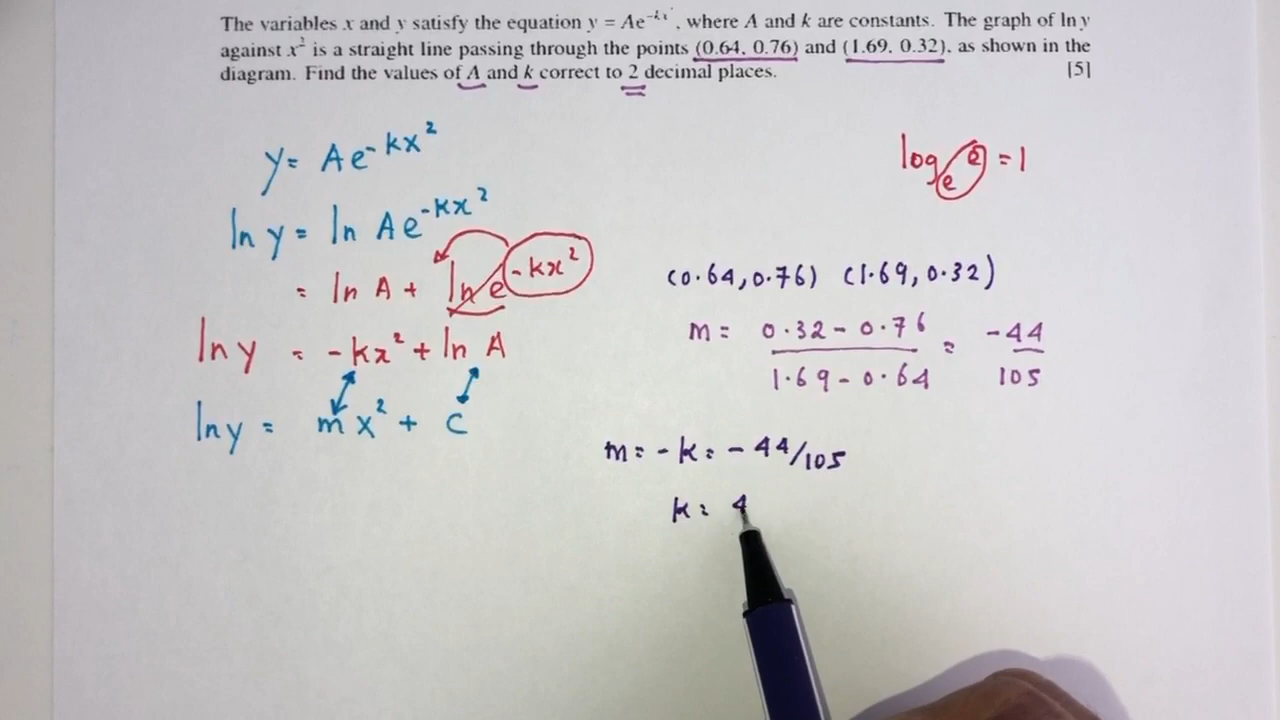 The variables x and y satisfy the equation y = Ae^-kx², where A and k are constants. The graph of ln y
against x² is a straight line passing through the points (0.64, 0.76) and (1.69, 0.32), as shown in the
diagram. Find the values of A and k correct to 2 decimal places. [5]
y = Ae^-kx²
ln y = ln Ae^-kx²
= ln A + ln e^-kx²
ln y = -kx² + ln A
ln y = mx² + c
log_e e = 1
(0.64, 0.76) (1.69, 0.32)
m = 0.32 - 0.76 / 1.69 - 0.64 = -44 / 105
m = -k = -44/105
k = 4